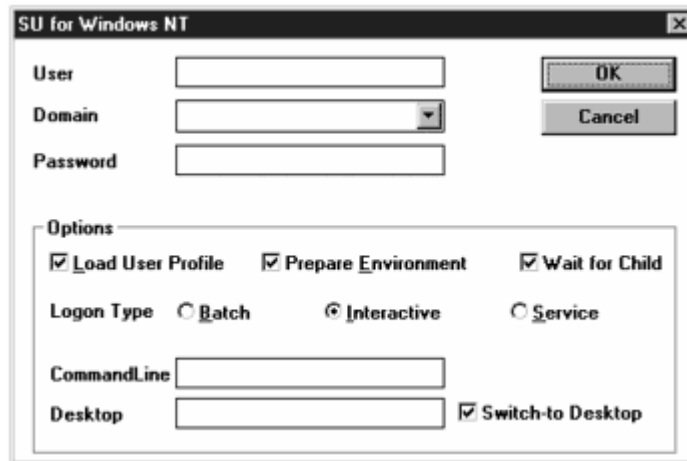 SU for Windows NT
User
OK
Domain
Cancel
Password
Options
Load User Profile Prepare Environment Wait for Child
Logon Type Batch Interactive Service
CommandLine
Desktop Switch-to Desktop